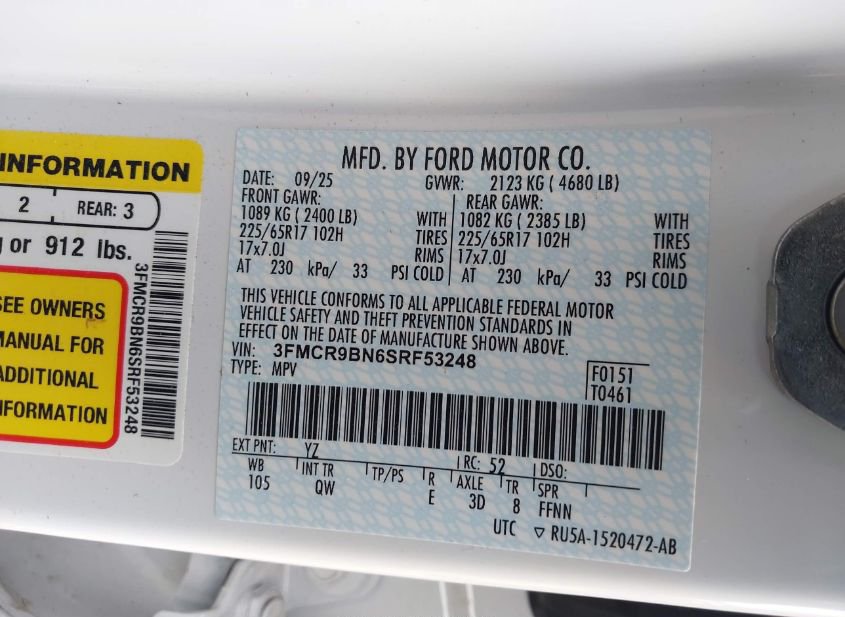 INFORMATION
2 REAR: 3
or 912 lbs.
SEE OWNERS
MANUAL FOR
ADDITIONAL
INFORMATION
3FMCR9BN6SRF53248
MFD. BY FORD MOTOR CO.
DATE: 09/25 GVWR: 2123 KG ( 4680 LB)
FRONT GAWR: REAR GAWR:
1089 KG ( 2400 LB) WITH 1082 KG ( 2385 LB) WITH
225/65R17 102H TIRES 225/65R17 102H TIRES
17x7.0J RIMS 17x7.0J RIMS
AT 230 kPa/ 33 PSI COLD AT 230 kPa/ 33 PSI COLD
THIS VEHICLE CONFORMS TO ALL APPLICABLE FEDERAL MOTOR
VEHICLE SAFETY AND THEFT PREVENTION STANDARDS IN
EFFECT ON THE DATE OF MANUFACTURE SHOWN ABOVE.
VIN: 3FMCR9BN6SRF53248
TYPE: MPV
F0151
T0461
EXT PNT: YZ RC: 52 DSO:
WB INT TR TP/PS R AXLE TR SPR
105 QW E 3D 8 FFNN
UTC ▽ RU5A-1520472-AB